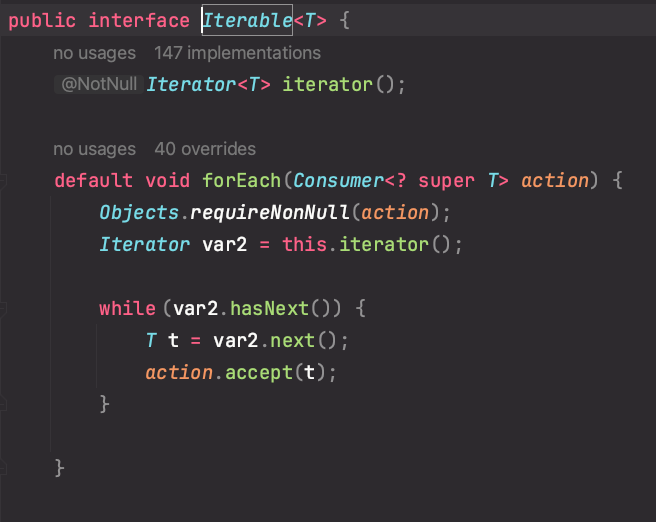 public interface Iterable<T> {
no usages 147 implementations
@NotNull Iterator<T> iterator();
no usages 40 overrides
default void forEach(Consumer<? super T> action) {
Objects.requireNonNull(action);
Iterator var2 = this.iterator();
while (var2.hasNext()) {
T t = var2.next();
action.accept(t);
}
}